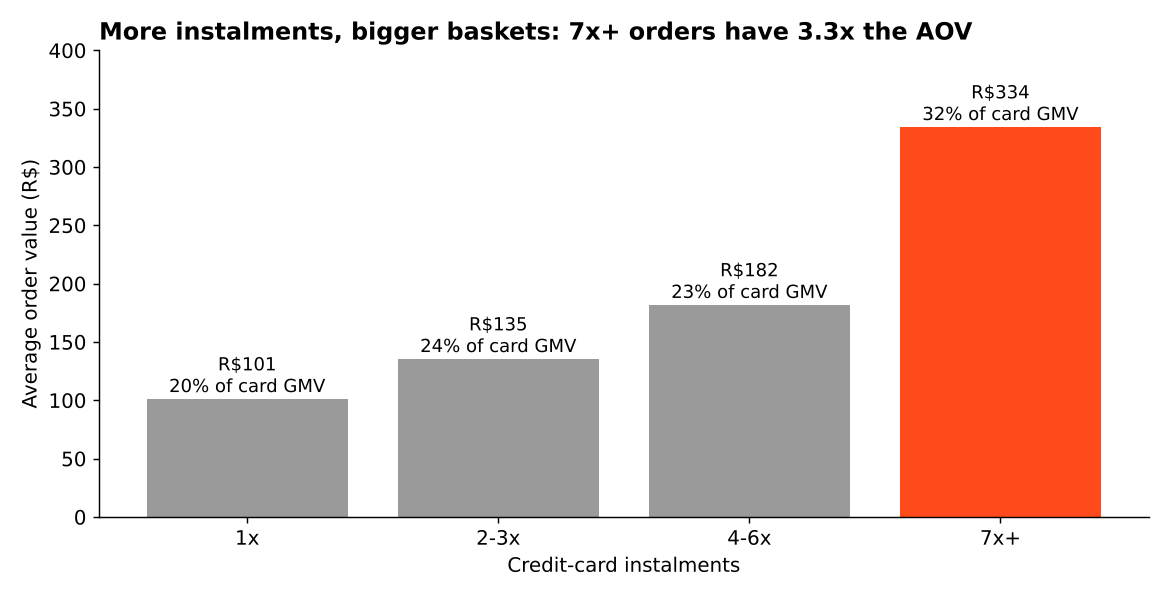 More instalments, bigger baskets: 7x+ orders have 3.3x the AOV
Average order value (R$)
400
350
300
250
200
150
100
50
0
R$101
20% of card GMV
R$135
24% of card GMV
R$182
23% of card GMV
R$334
32% of card GMV
1x
2-3x
4-6x
7x+
Credit-card instalments